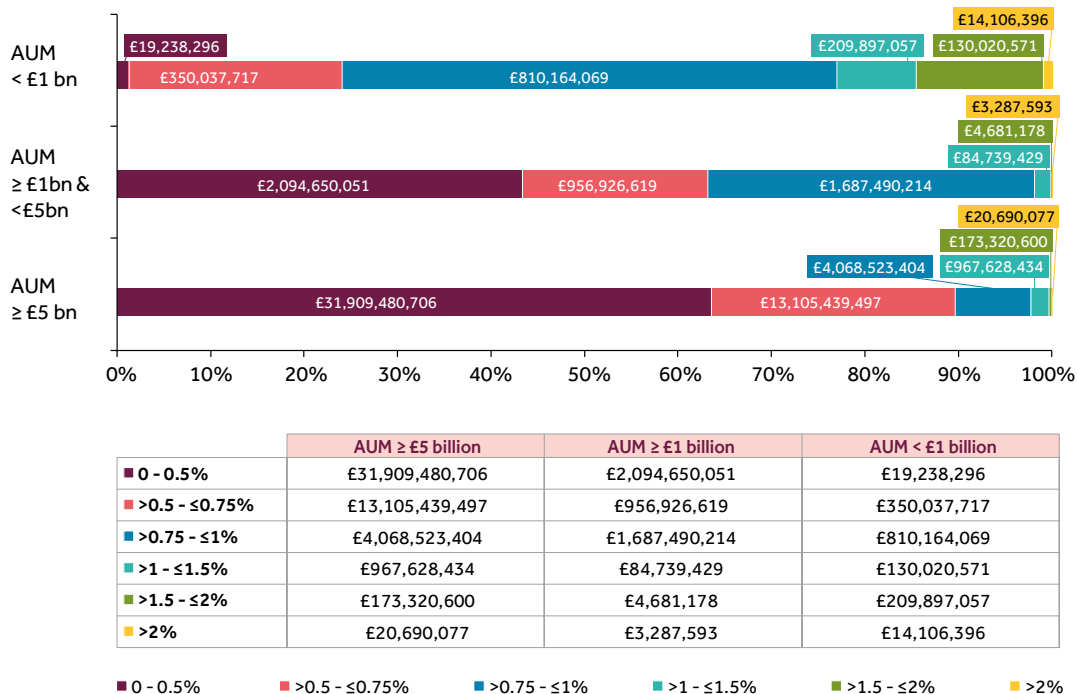 £14,106,396
£19,238,296 £209,897,057 £130,020,571
AUM
< £1 bn
£350,037,717 £810,164,069
£3,287,593
£4,681,178
£84,739,429
AUM
≥ £1bn &
<£5bn
£2,094,650,051 £956,926,619 £1,687,490,214
£20,690,077
£173,320,600
£4,068,523,404 £967,628,434
AUM
≥ £5 bn
£31,909,480,706 £13,105,439,497
0% 10% 20% 30% 40% 50% 60% 70% 80% 90% 100%
AUM ≥ £5 billion AUM ≥ £1 billion AUM < £1 billion
0 - 0.5% £31,909,480,706 £2,094,650,051 £19,238,296
>0.5 - ≤0.75% £13,105,439,497 £956,926,619 £350,037,717
>0.75 - ≤1% £4,068,523,404 £1,687,490,214 £810,164,069
>1 - ≤1.5% £967,628,434 £84,739,429 £130,020,571
>1.5 - ≤2% £173,320,600 £4,681,178 £209,897,057
>2% £20,690,077 £3,287,593 £14,106,396
0 - 0.5% >0.5 - ≤0.75% >0.75 - ≤1% >1 - ≤1.5% >1.5 - ≤2% >2%